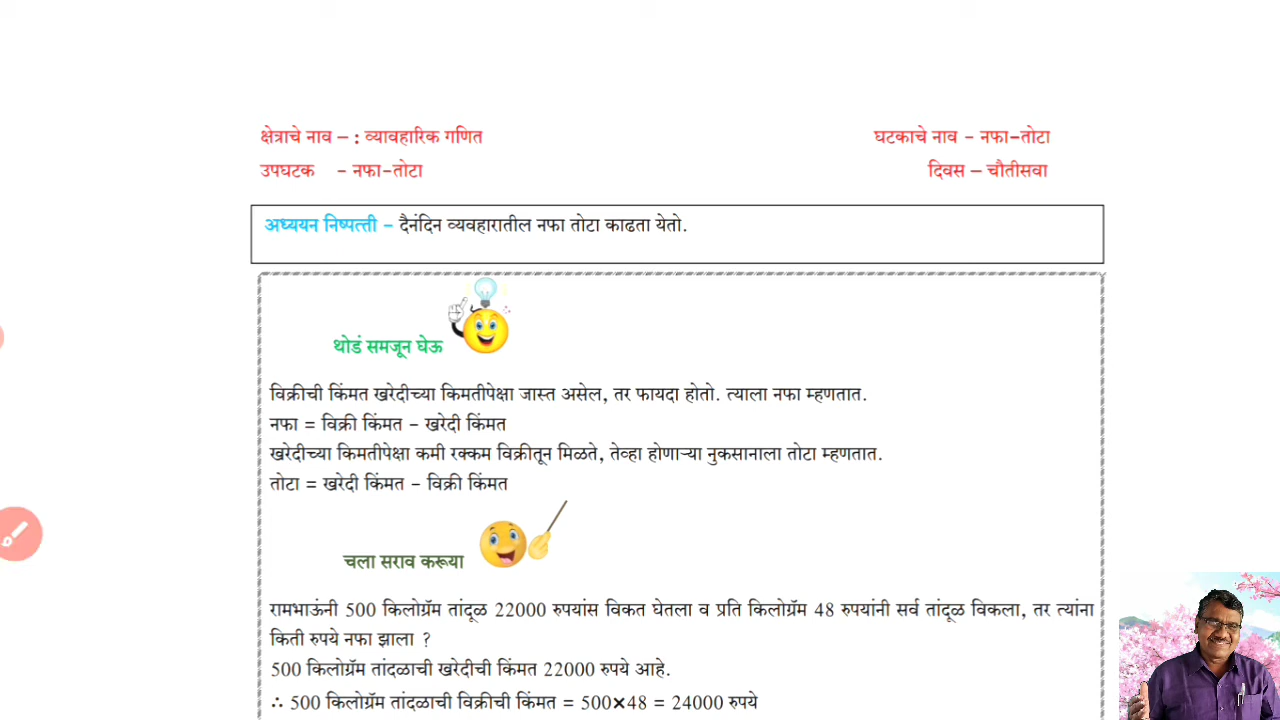 क्षेत्राचे नाव – : व्यावहारिक गणित घटकाचे नाव - नफा-तोटा
उपघटक - नफा-तोटा दिवस – चौतीसवा
अध्ययन निष्पत्ती – दैनंदिन व्यवहारातील नफा तोटा काढता येतो.
थोडं समजून घेऊ
विक्रीची किंमत खरेदीच्या किमतीपेक्षा जास्त असेल, तर फायदा होतो. त्याला नफा म्हणतात.
नफा = विक्री किंमत - खरेदी किंमत
खरेदीच्या किमतीपेक्षा कमी रक्कम विक्रीतून मिळते, तेव्हा होणाऱ्या नुकसानाला तोटा म्हणतात.
तोटा = खरेदी किंमत - विक्री किंमत
चला सराव करूया
रामभाऊंनी 500 किलोग्रॅम तांदूळ 22000 रुपयांस विकत घेतला व प्रति किलोग्रॅम 48 रुपयांनी सर्व तांदूळ विकला, तर त्यांना
किती रुपये नफा झाला ?
500 किलोग्रॅम तांदळाची खरेदीची किंमत 22000 रुपये आहे.
∴ 500 किलोग्रॅम तांदळाची विक्रीची किंमत = 500×48 = 24000 रुपये